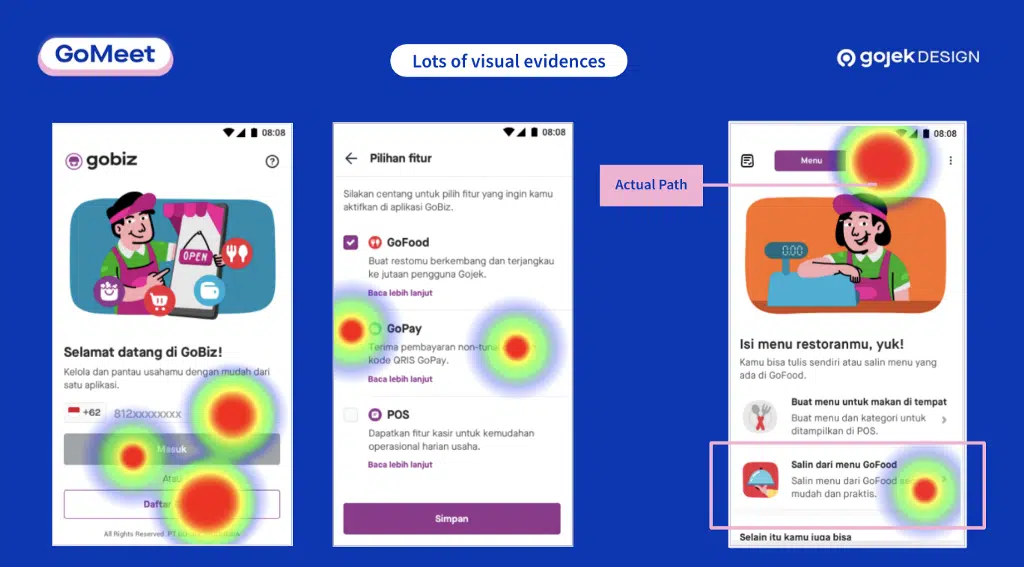 GoMeet
Lots of visual evidences
gojek DESIGN
08:08
gobiz
OPEN
Selamat datang di GoBiz!
Kelola dan pantau usahamu dengan mudah dari
satu aplikasi.
+62 812xxxxxxxx
Masuk
Atau
Daftar
All Rights Reserved. PT
08:08
Pilihan fitur
Silakan centang untuk pilih fitur yang ingin kamu
aktifkan di aplikasi GoBiz.
GoFood
Buat restomu berkembang dan terjangkau
ke jutaan pengguna Gojek.
Baca lebih lanjut
GoPay
Terima pembayaran non-tunai
kode QRIS GoPay.
Baca lebih lanjut
POS
Dapatkan fitur kasir untuk kemudahan
operasional harian usaha.
Baca lebih lanjut
Simpan
Actual Path
08:08
Menu
0.00
Isi menu restoranmu, yuk!
Kamu bisa tulis sendiri atau salin menu yang
ada di GoFood.
Buat menu untuk makan di tempat
Buat menu dan kategori untuk
ditampilkan di POS.
Salin dari menu GoFood
Salin menu dari GoFood
mudah dan praktis.
Selain itu kamu juga bisa